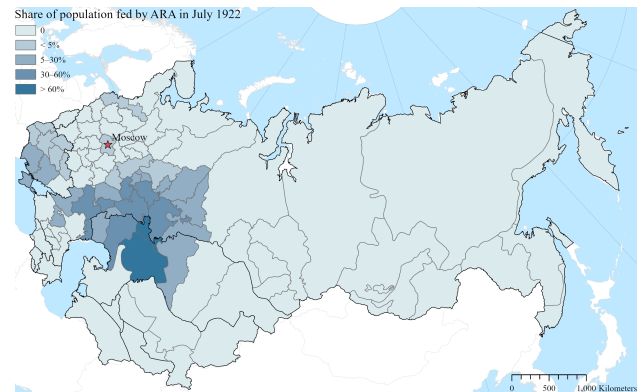 Share of population fed by ARA in July 1922
0
< 5%
5–30%
30–60%
> 60%
Moscow
0 500 1,000 Kilometers